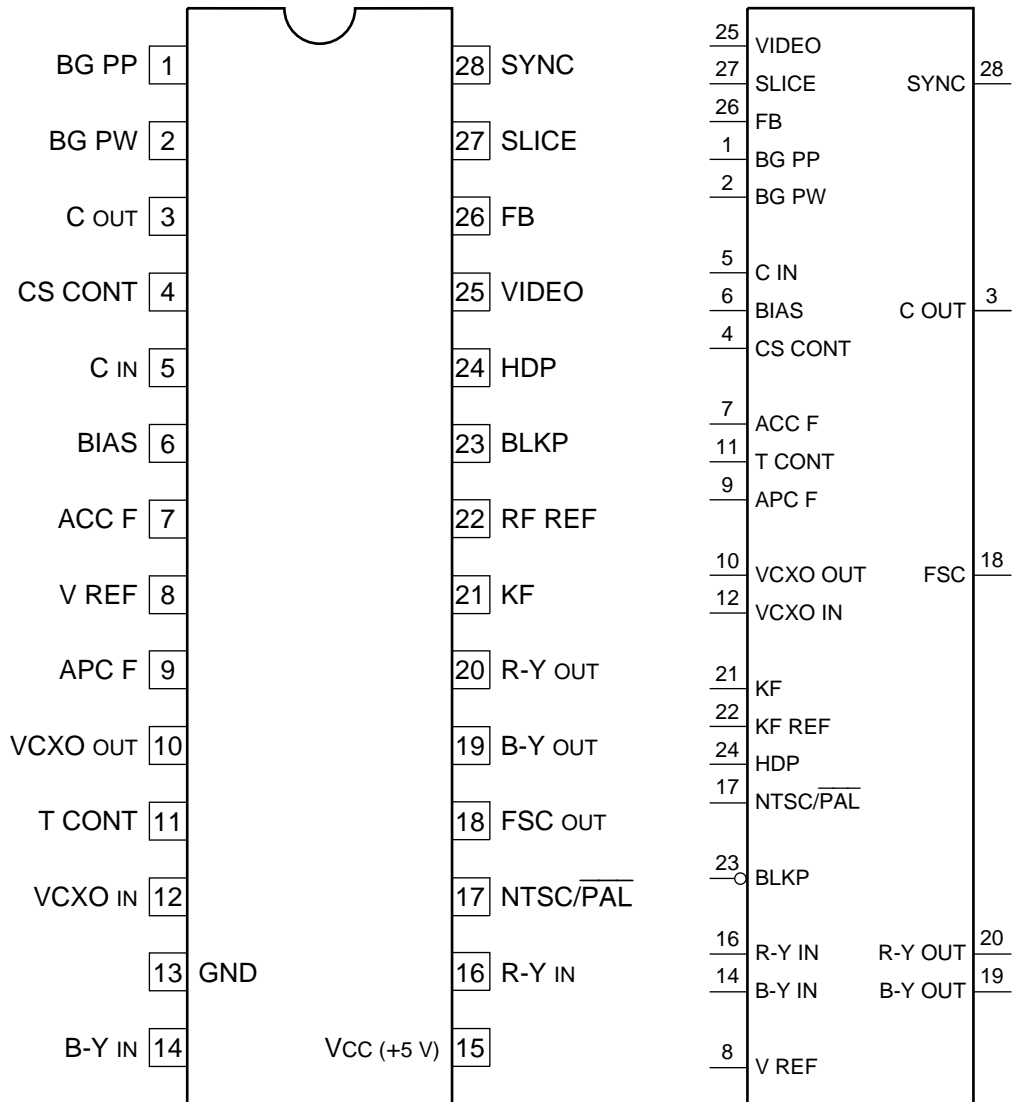 BG PP 1
BG PW 2
C OUT 3
CS CONT 4
C IN 5
BIAS 6
ACC F 7
V REF 8
APC F 9
VCXO OUT 10
T CONT 11
VCXO IN 12
13 GND
B-Y IN 14
28 SYNC
27 SLICE
26 FB
25 VIDEO
24 HDP
23 BLKP
22 RF REF
21 KF
20 R-Y OUT
19 B-Y OUT
18 FSC OUT
17 NTSC/P̅A̅L̅
16 R-Y IN
VCC (+5 V) 15
25 VIDEO
27 SLICE
26 FB
1 BG PP
2 BG PW
5 C IN
6 BIAS
4 CS CONT
7 ACC F
11 T CONT
9 APC F
10 VCXO OUT
12 VCXO IN
21 KF
22 KF REF
24 HDP
17 NTSC/P̅A̅L̅
23 BLKP
16 R-Y IN
14 B-Y IN
8 V REF
SYNC 28
C OUT 3
FSC 18
R-Y OUT 20
B-Y OUT 19